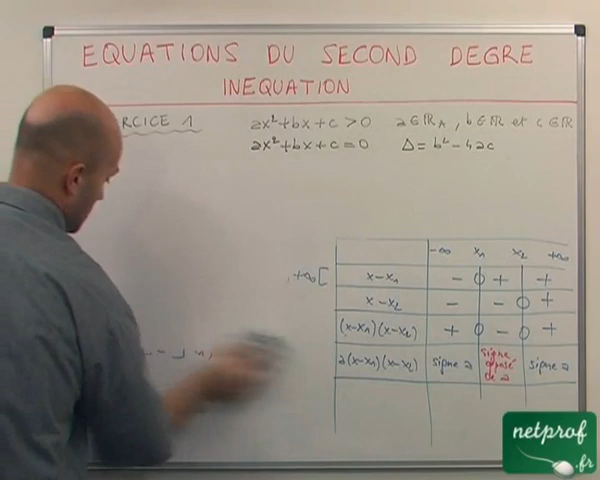 EQUATIONS DU SECOND DEGRE
INEQUATION
RCICE 1
ax²+bx+c>0 a∈ℝ*, b∈ℝ et c∈ℝ
ax²+bx+c=0 Δ=b²-4ac
-∞ x₁ x₂ +∞
+∞[ x-x₁ - 0 + +
x-x₂ - - 0 +
(x-x₁)(x-x₂) + 0 - 0 +
a(x-x₁)(x-x₂) signe a signe opposé de a signe a
netprof
.fr